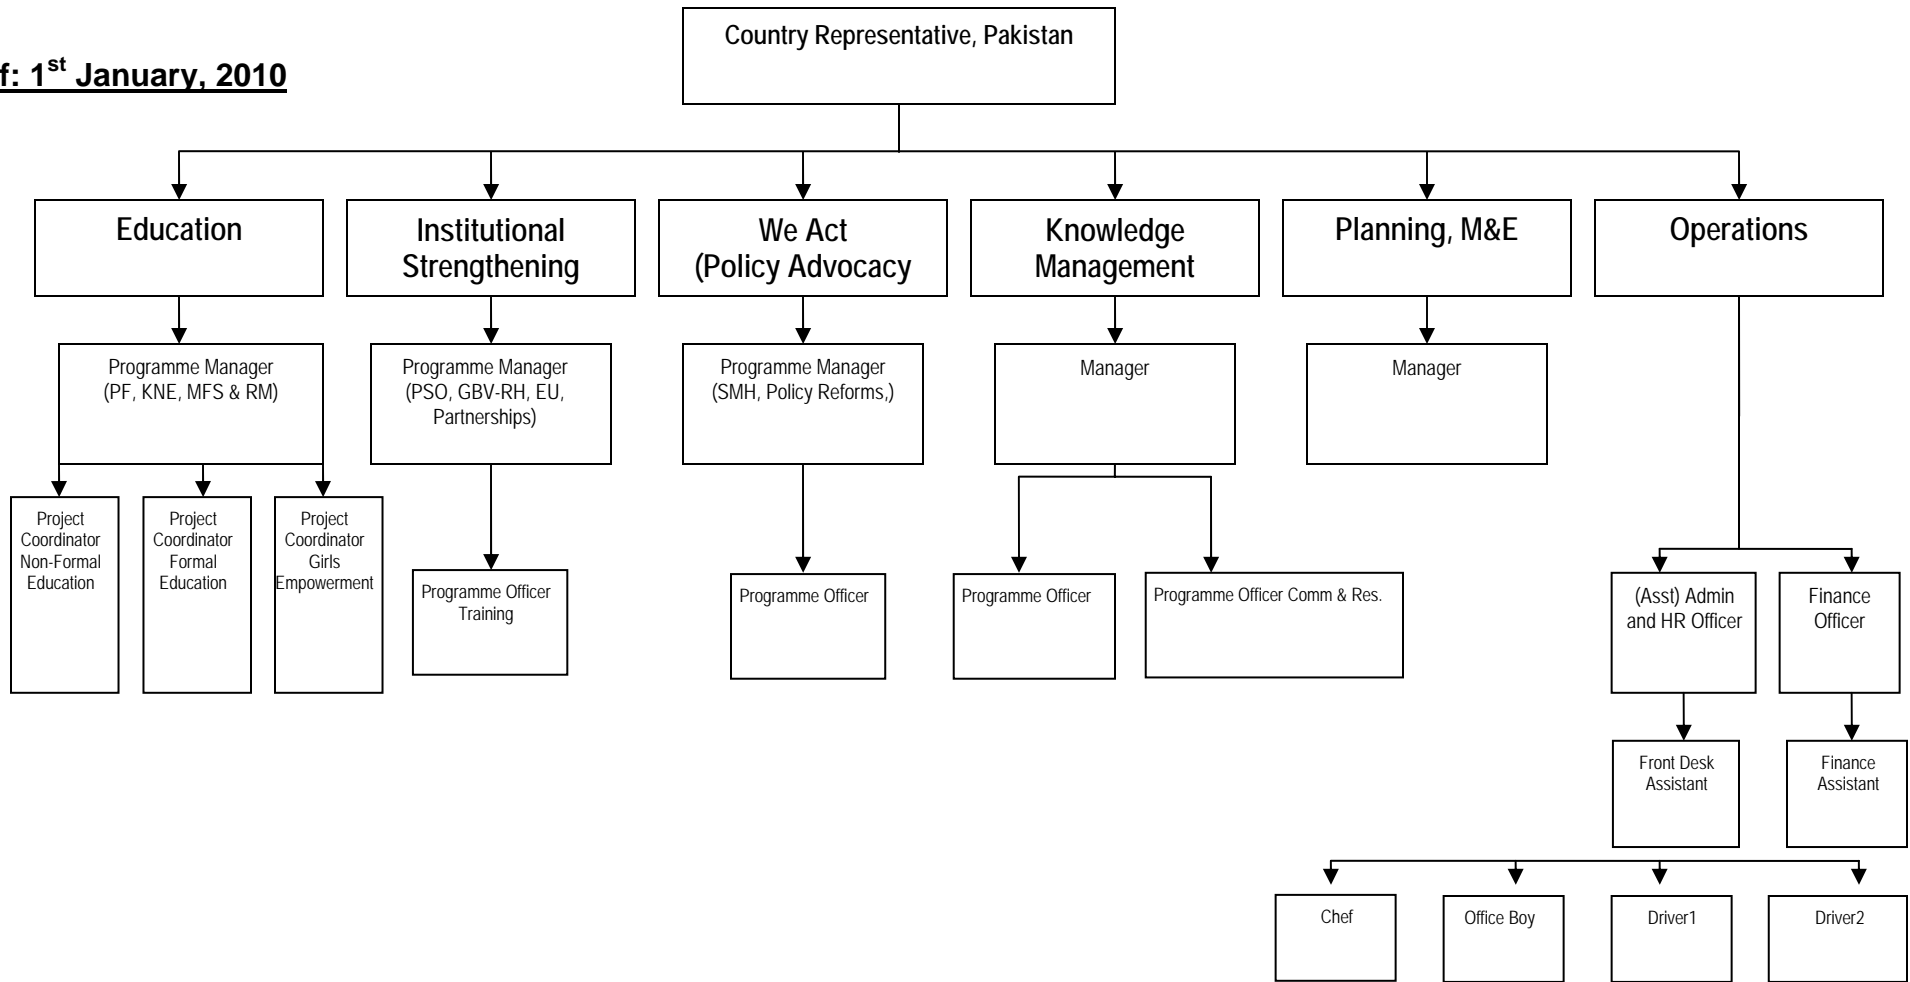 Country Representative, Pakistan
f: 1st January, 2010
Education
Institutional
Strengthening
We Act
(Policy Advocacy
Knowledge
Management
Planning, M&E
Operations
Programme Manager
(PF, KNE, MFS & RM)
Programme Manager
(PSO, GBV-RH, EU,
Partnerships)
Programme Manager
(SMH, Policy Reforms,)
Manager
Manager
Project
Coordinator
Non-Formal
Education
Project
Coordinator
Formal
Education
Project
Coordinator
Girls
Empowerment
Programme Officer
Training
Programme Officer
Programme Officer
Programme Officer Comm & Res.
(Asst) Admin
and HR Officer
Finance
Officer
Front Desk
Assistant
Finance
Assistant
Chef
Office Boy
Driver1
Driver2